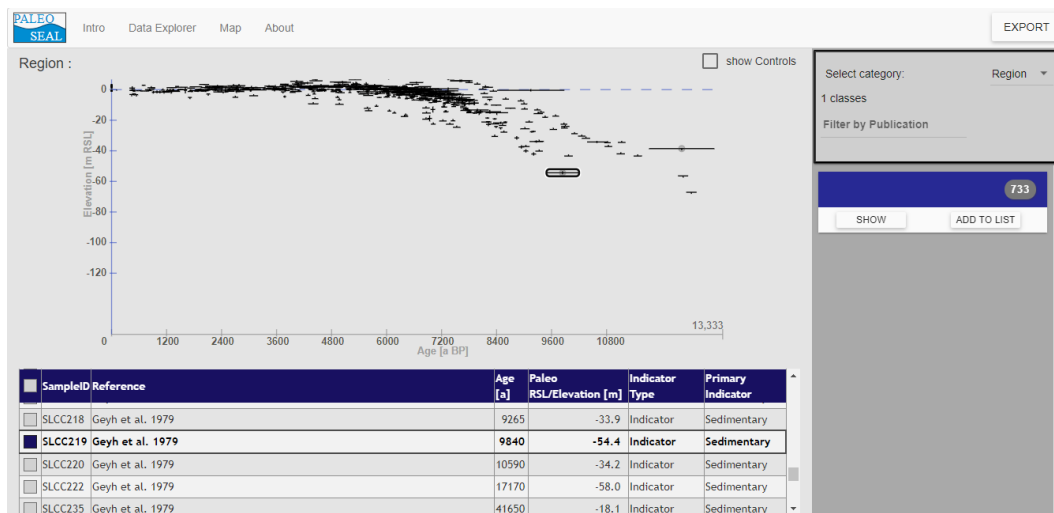 PALEO
SEAL
Intro Data Explorer Map About
EXPORT
Region :
show Controls
Select category: Region
1 classes
Filter by Publication
733
SHOW ADD TO LIST
0
-20
-40
-60
-80
-100
-120
Elevation [m RSL]
13,333
0 1200 2400 3600 4800 6000 7200 8400 9600 10800
Age [a BP]
SampleID Reference Age [a] Paleo RSL/Elevation [m] Indicator Type Primary Indicator
SLCC218 Geyh et al. 1979 9265 -33.9 Indicator Sedimentary
SLCC219 Geyh et al. 1979 9840 -54.4 Indicator Sedimentary
SLCC220 Geyh et al. 1979 10590 -34.2 Indicator Sedimentary
SLCC222 Geyh et al. 1979 17170 -58.0 Indicator Sedimentary
SLCC235 Geyh et al. 1979 41650 -18.1 Indicator Sedimentary